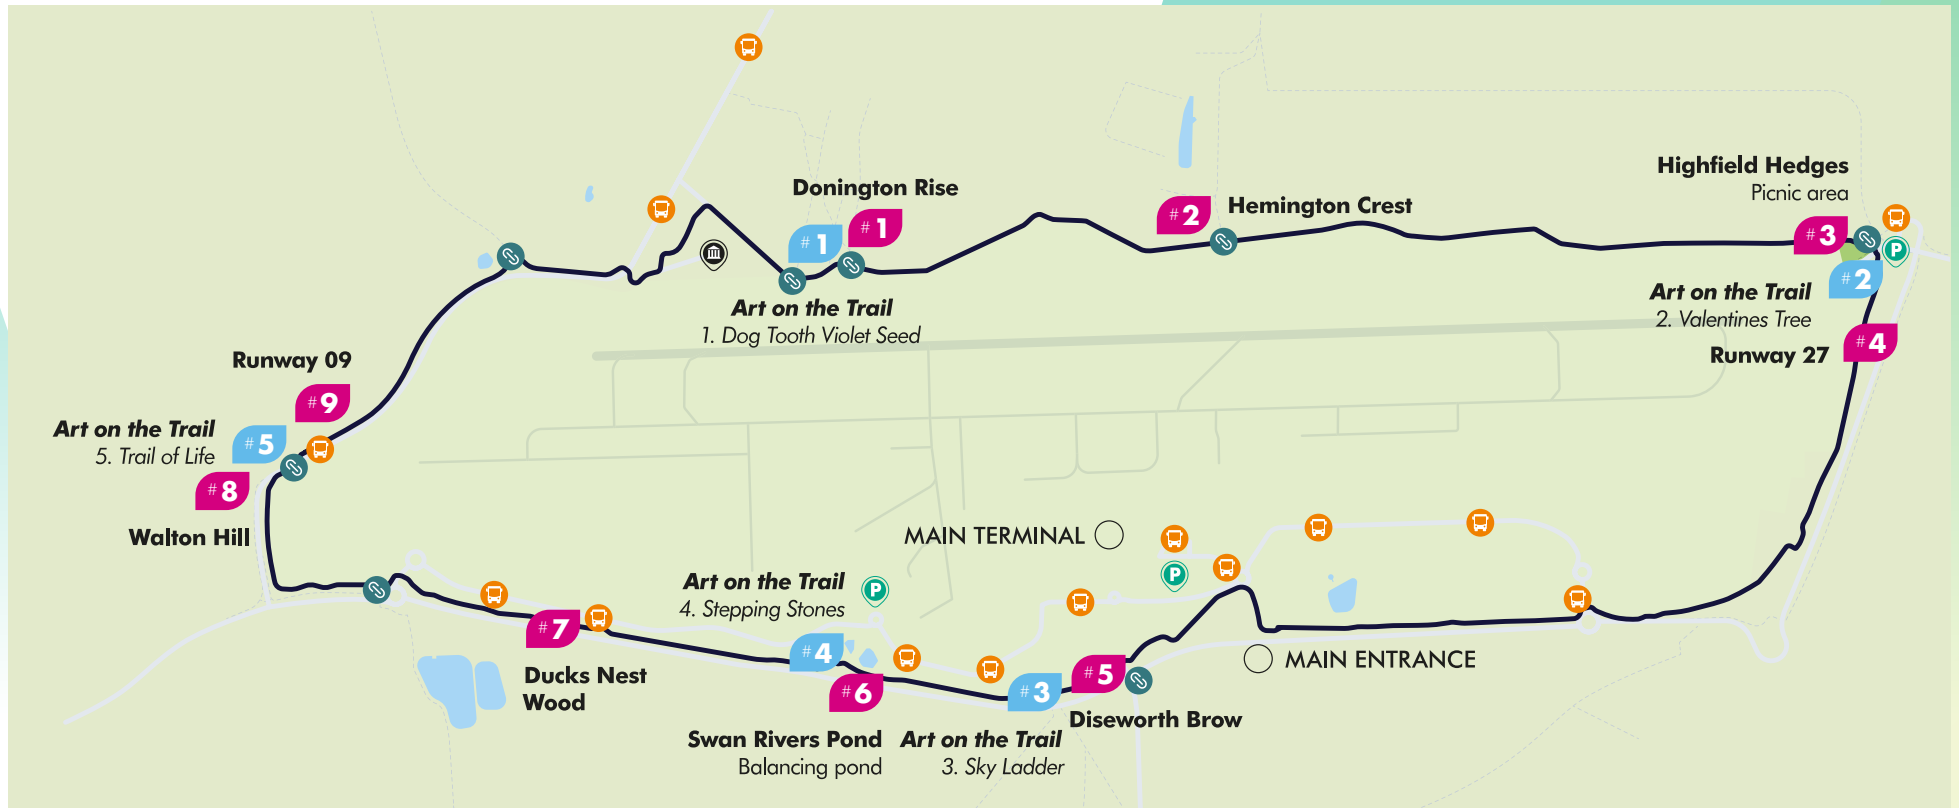 Donington Rise
#1
#1
Art on the Trail
1. Dog Tooth Violet Seed
#2
Hemington Crest
Highfield Hedges
Picnic area
#3
P
#2
Art on the Trail
2. Valentines Tree
Runway 27
#4
Runway 09
#9
Art on the Trail
5. Trail of Life
#5
#8
Walton Hill
MAIN TERMINAL
P
Art on the Trail
4. Stepping Stones
P
#7
Ducks Nest
Wood
#4
#6
Swan Rivers Pond
Balancing pond
#3
Art on the Trail
3. Sky Ladder
#5
Diseworth Brow
MAIN ENTRANCE